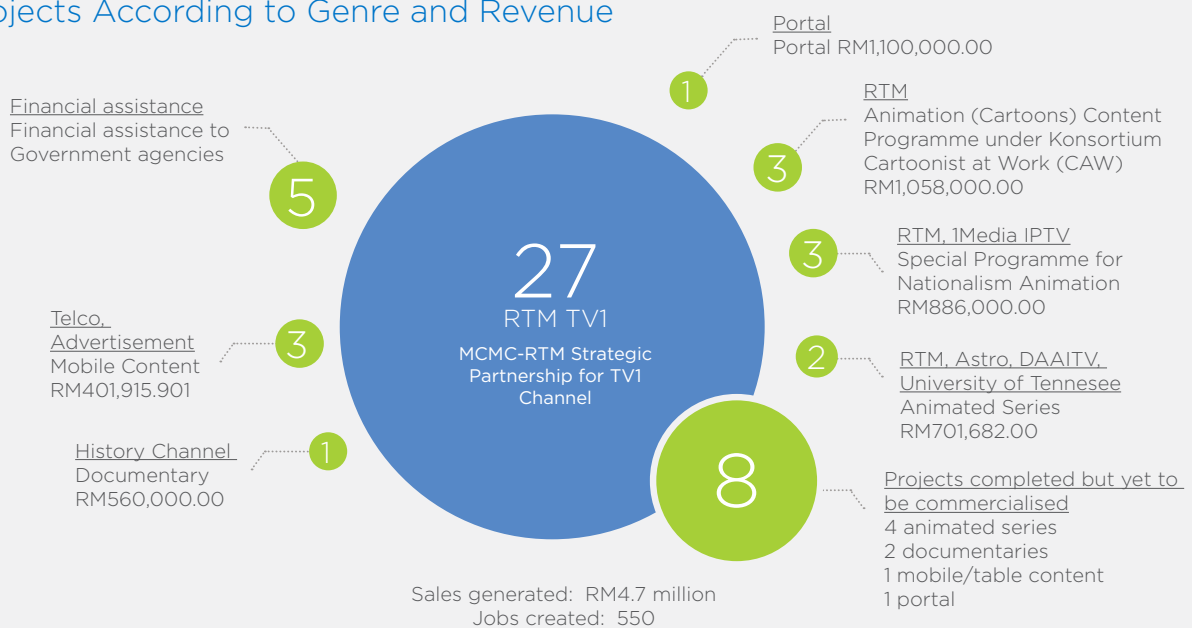 ojects According to Genre and Revenue
Portal
Portal RM1,100,000.00
1
Financial assistance
Financial assistance to
Government agencies
5
RTM
Animation (Cartoons) Content
Programme under Konsortium
Cartoonist at Work (CAW)
RM1,058,000.00
3
RTM, 1Media IPTV
Special Programme for
Nationalism Animation
RM886,000.00
3
27
RTM TV1
MCMC-RTM Strategic
Partnership for TV1
Channel
Telco,
Advertisement
Mobile Content
RM401,915.901
3
RTM, Astro, DAAITV,
University of Tennesee
Animated Series
RM701,682.00
2
History Channel
Documentary
RM560,000.00
1
8
Projects completed but yet to
be commercialised
4 animated series
2 documentaries
1 mobile/table content
1 portal
Sales generated: RM4.7 million
Jobs created: 550